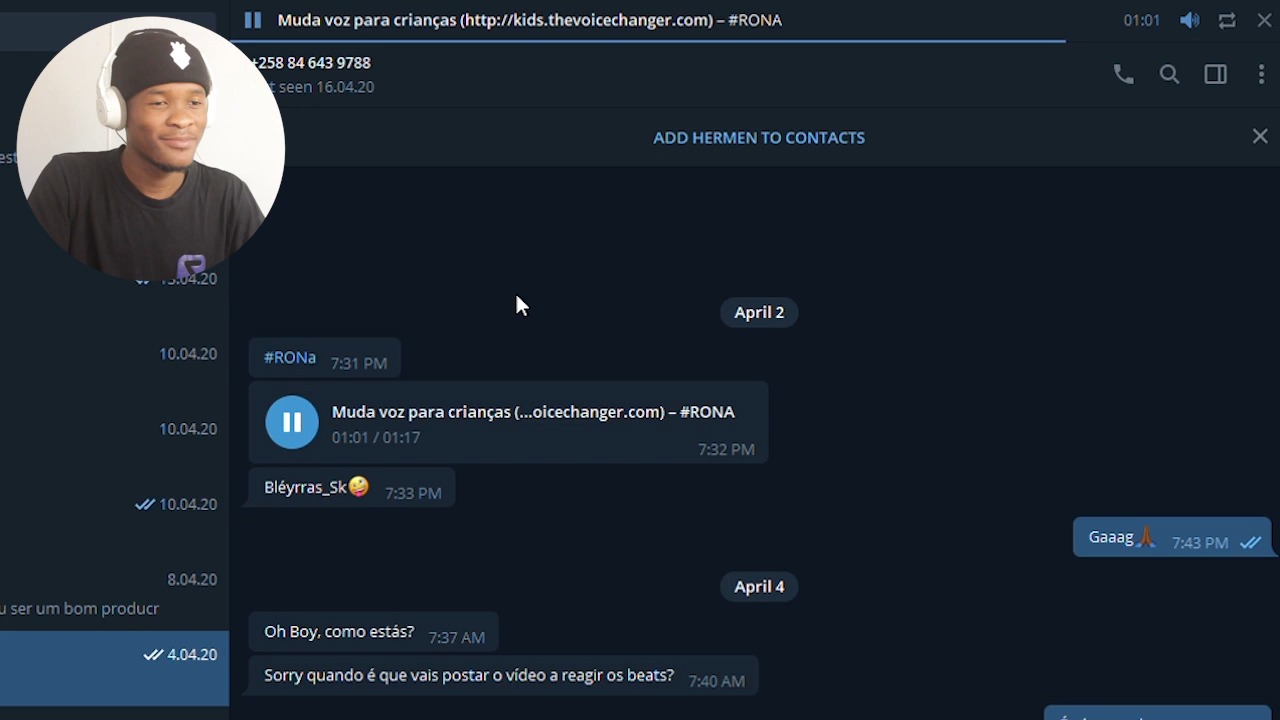 Muda voz para crianças (http://kids.thevoicechanger.com) – #RONA
01:01
258 84 643 9788
seen 16.04.20
ADD HERMEN TO CONTACTS
.04.20
10.04.20
10.04.20
10.04.20
8.04.20
ser um bom producr
4.04.20
April 2
#RONa 7:31 PM
Muda voz para crianças (...oicechanger.com) – #RONA
01:01 / 01:17
7:32 PM
Bléyrras_Sk🤪 7:33 PM
Gaaag🙏🏾 7:43 PM
April 4
Oh Boy, como estás? 7:37 AM
Sorry quando é que vais postar o vídeo a reagir os beats? 7:40 AM